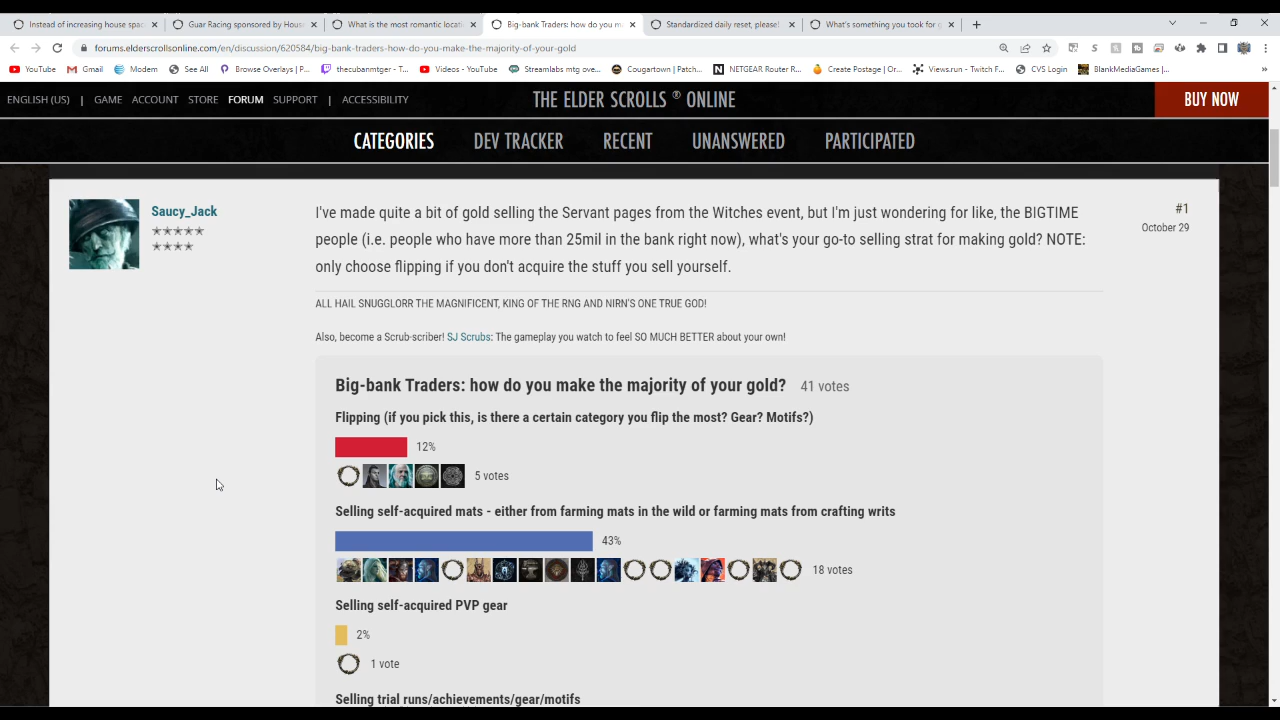 Instead of increasing house spac
Guar Racing sponsored by Hous
What is the most romantic locati
Big-bank Traders: how do you m
Standardized daily reset, please!
What's something you took for g
forums.elderscrollsonline.com/en/discussion/620584/big-bank-traders-how-do-you-make-the-majority-of-your-gold
YouTube
Gmail
Modem
See All
Browse Overlays | P...
thecubanmtger - T...
Videos - YouTube
Streamlabs mtg ove...
Cougartown | Patch...
NETGEAR Router R...
Create Postage | Or...
Views.run - Twitch F...
CVS Login
BlankMediaGames |...
»
ENGLISH (US) | GAME ACCOUNT STORE FORUM SUPPORT | ACCESSIBILITY
THE ELDER SCROLLS ® ONLINE
BUY NOW
CATEGORIES DEV TRACKER RECENT UNANSWERED PARTICIPATED
Saucy_Jack
#1
October 29
I've made quite a bit of gold selling the Servant pages from the Witches event, but I'm just wondering for like, the BIGTIME
people (i.e. people who have more than 25mil in the bank right now), what's your go-to selling strat for making gold? NOTE:
only choose flipping if you don't acquire the stuff you sell yourself.
ALL HAIL SNUGGLORR THE MAGNIFICENT, KING OF THE RNG AND NIRN'S ONE TRUE GOD!
Also, become a Scrub-scriber! SJ Scrubs: The gameplay you watch to feel SO MUCH BETTER about your own!
Big-bank Traders: how do you make the majority of your gold? 41 votes
Flipping (if you pick this, is there a certain category you flip the most? Gear? Motifs?)
12%
5 votes
Selling self-acquired mats - either from farming mats in the wild or farming mats from crafting writs
43%
18 votes
Selling self-acquired PVP gear
2%
1 vote
Selling trial runs/achievements/gear/motifs